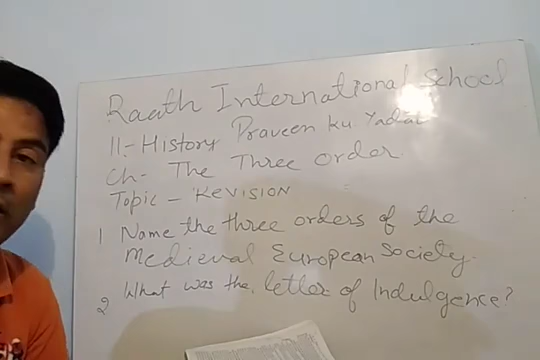 Raath International School
11- History Praveen ku Yadav
Ch- The Three order.
Topic - Revision
1 Name the three orders of the
Medieval European Society.
2 What was the letter of Indulgence?